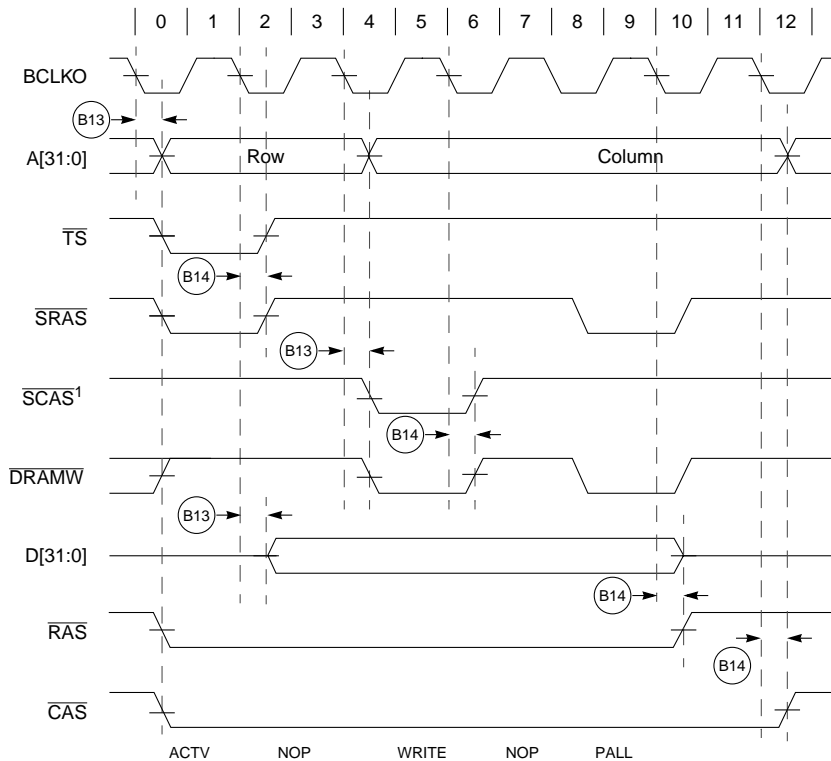 0 1 2 3 4 5 6 7 8 9 10 11 12
BCLKO
B13
A[31:0] Row Column
TS
B14
SRAS
B13
SCAS1
B14
DRAMW
B13
D[31:0]
B14
RAS
B14
CAS
ACTV NOP WRITE NOP PALL